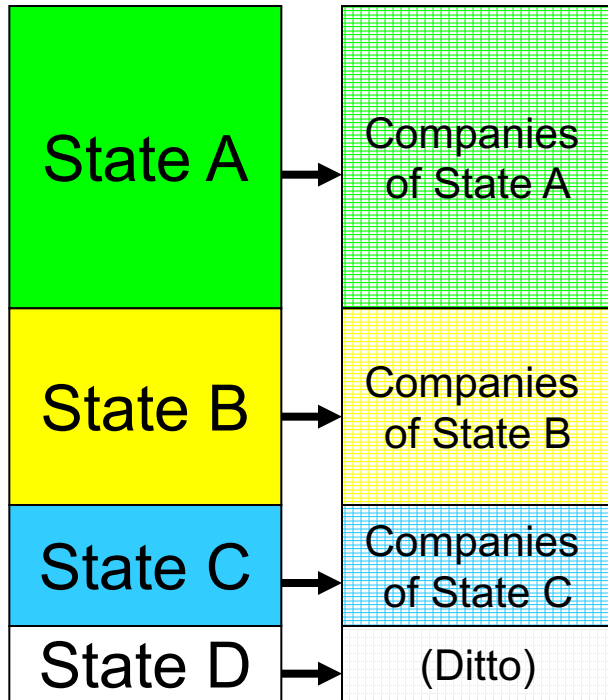 State A
Companies
of State A
State B
Companies
of State B
State C
Companies
of State C
State D
(Ditto)